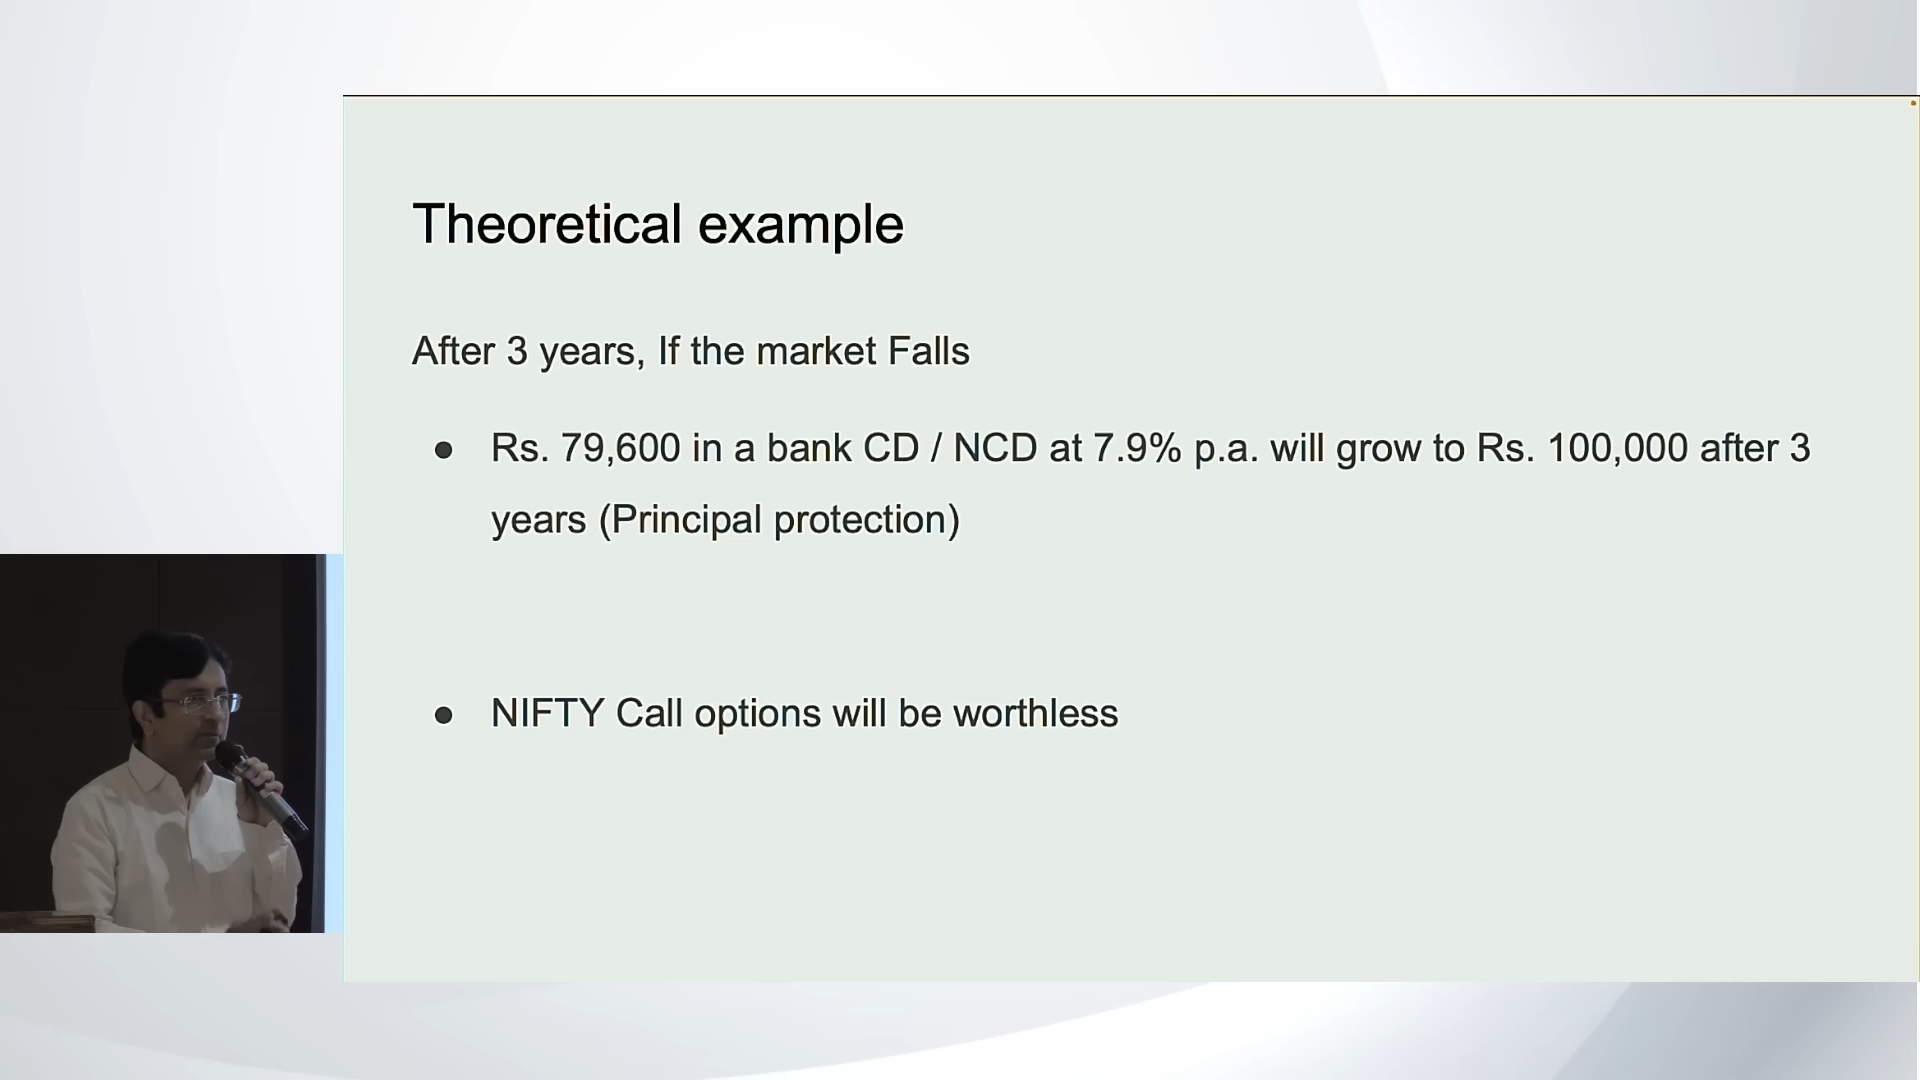 Theoretical example
After 3 years, If the market Falls
● Rs. 79,600 in a bank CD / NCD at 7.9% p.a. will grow to Rs. 100,000 after 3
years (Principal protection)
● NIFTY Call options will be worthless